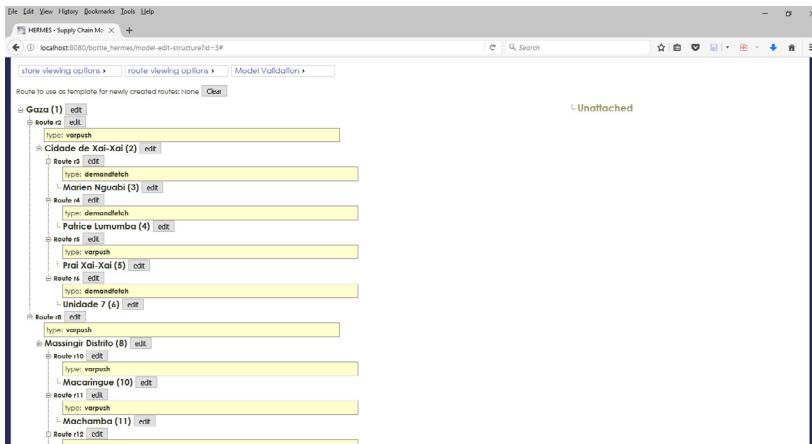 File Edit View History Bookmarks Tools Help
HERMES - Supply Chain Mo
localhost:8080/bottle_hermes/model-edit-structure?id=3#
Search
store viewing options
route viewing options
Model Validation
Route to use as template for newly created routes: None Clear
Gaza (1) edit
Unattached
Route r2 edit
type: varpush
Cidade de Xai-Xai (2) edit
Route r3 edit
type: demandfetch
Marien Nguabi (3) edit
Route r4 edit
type: demandfetch
Patrice Lumumba (4) edit
Route r5 edit
type: varpush
Prai Xai-Xai (5) edit
Route r6 edit
type: demandfetch
Unidade 7 (6) edit
Route r8 edit
type: varpush
Massingir Distrito (8) edit
Route r10 edit
type: varpush
Macaringue (10) edit
Route r11 edit
type: varpush
Machamba (11) edit
Route r12 edit